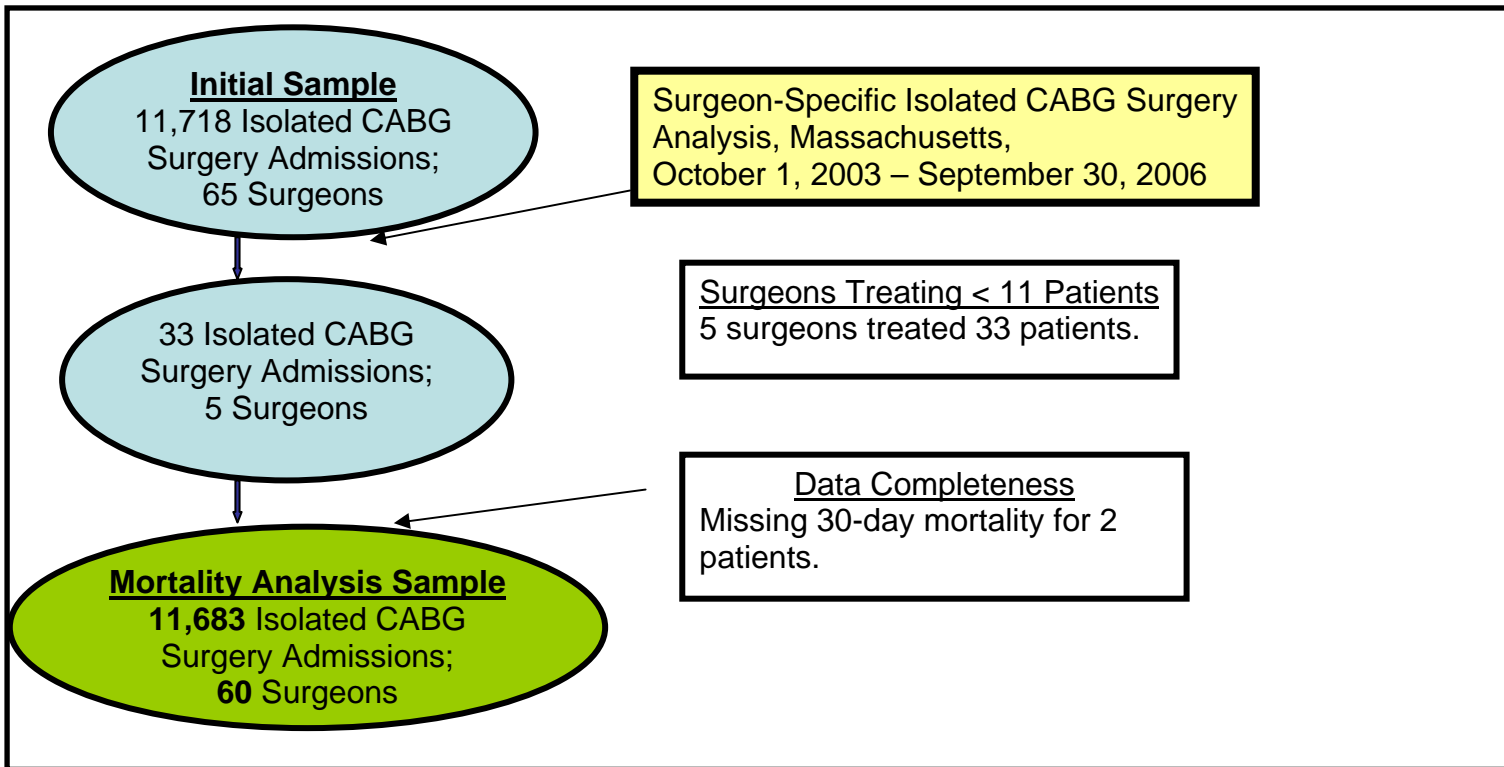 Initial Sample
11,718 Isolated CABG
Surgery Admissions;
65 Surgeons
Surgeon-Specific Isolated CABG Surgery
Analysis, Massachusetts,
October 1, 2003 – September 30, 2006
33 Isolated CABG
Surgery Admissions;
5 Surgeons
Surgeons Treating < 11 Patients
5 surgeons treated 33 patients.
Data Completeness
Missing 30-day mortality for 2
patients.
Mortality Analysis Sample
11,683 Isolated CABG
Surgery Admissions;
60 Surgeons